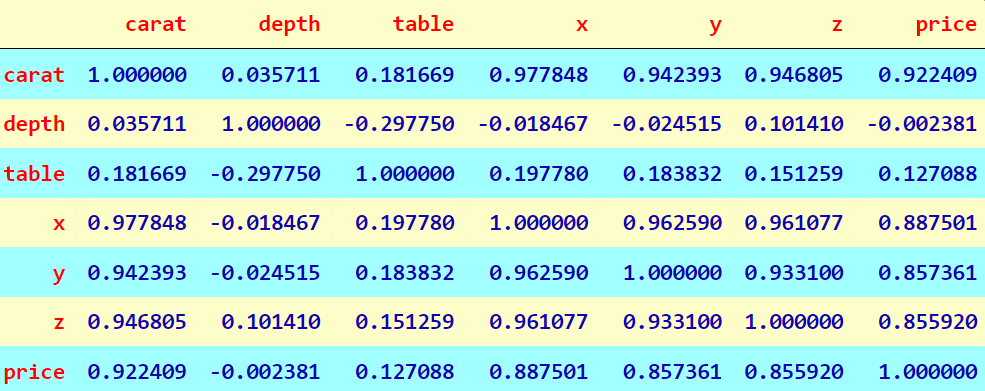 carat depth table x y z price
carat 1.000000 0.035711 0.181669 0.977848 0.942393 0.946805 0.922409
depth 0.035711 1.000000 -0.297750 -0.018467 -0.024515 0.101410 -0.002381
table 0.181669 -0.297750 1.000000 0.197780 0.183832 0.151259 0.127088
x 0.977848 -0.018467 0.197780 1.000000 0.962590 0.961077 0.887501
y 0.942393 -0.024515 0.183832 0.962590 1.000000 0.933100 0.857361
z 0.946805 0.101410 0.151259 0.961077 0.933100 1.000000 0.855920
price 0.922409 -0.002381 0.127088 0.887501 0.857361 0.855920 1.000000